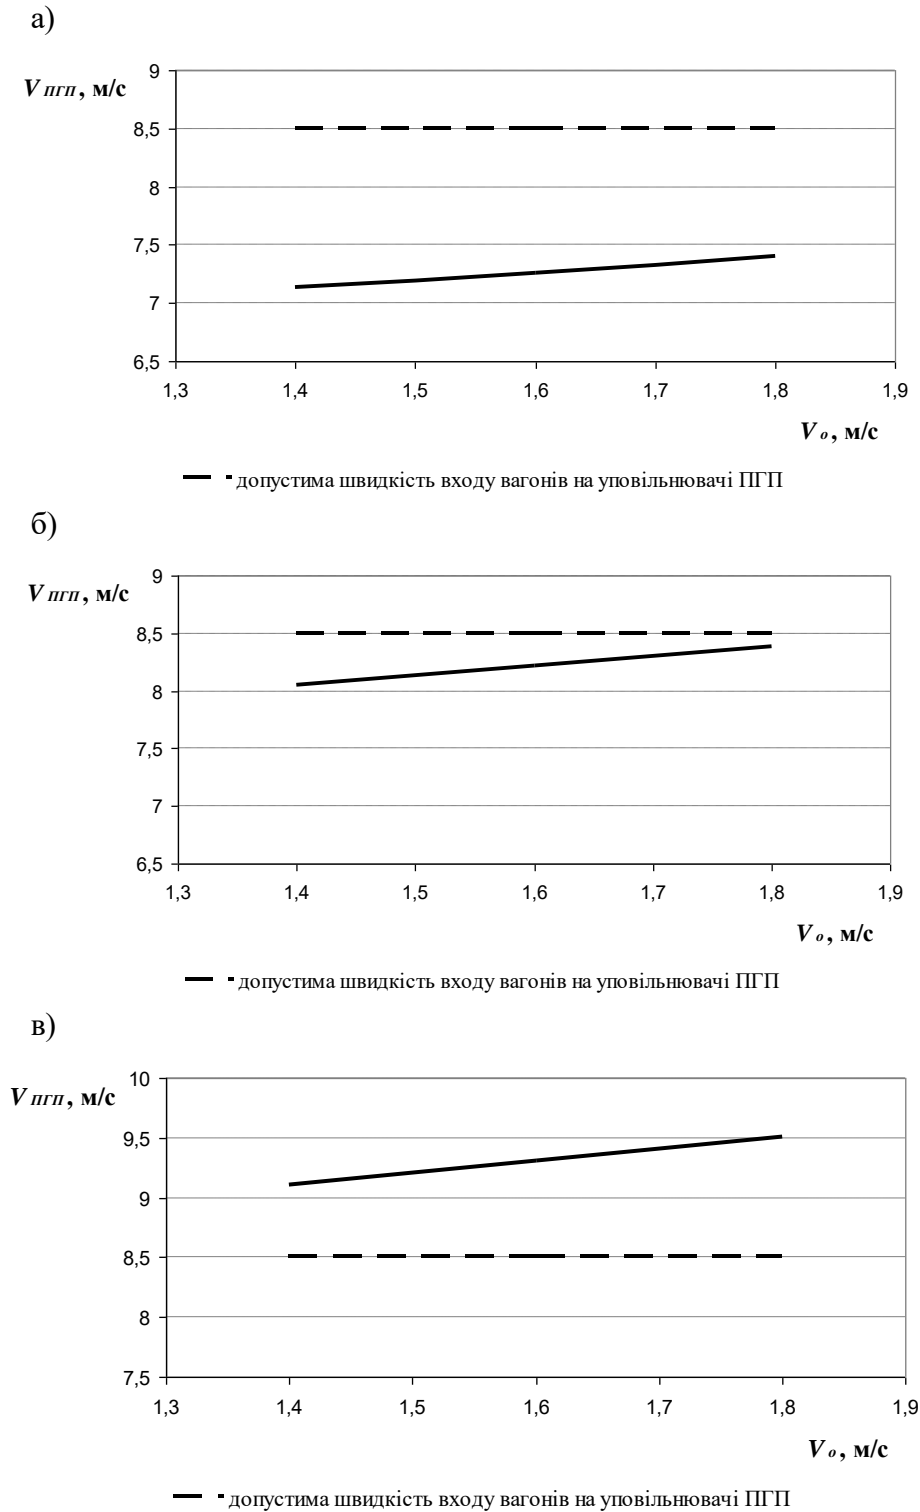 а)
V ПГП, м/с
9
8,5
8
7,5
7
6,5
1,3 1,4 1,5 1,6 1,7 1,8 1,9
V о, м/с
допустима швидкість входу вагонів на уповільнювачі ПГП
б)
V ПГП, м/с
9
8,5
8
7,5
7
6,5
1,3 1,4 1,5 1,6 1,7 1,8 1,9
V о, м/с
допустима швидкість входу вагонів на уповільнювачі ПГП
в)
V ПГП, м/с
10
9,5
9
8,5
8
7,5
1,3 1,4 1,5 1,6 1,7 1,8 1,9
V о, м/с
допустима швидкість входу вагонів на уповільнювачі ПГП